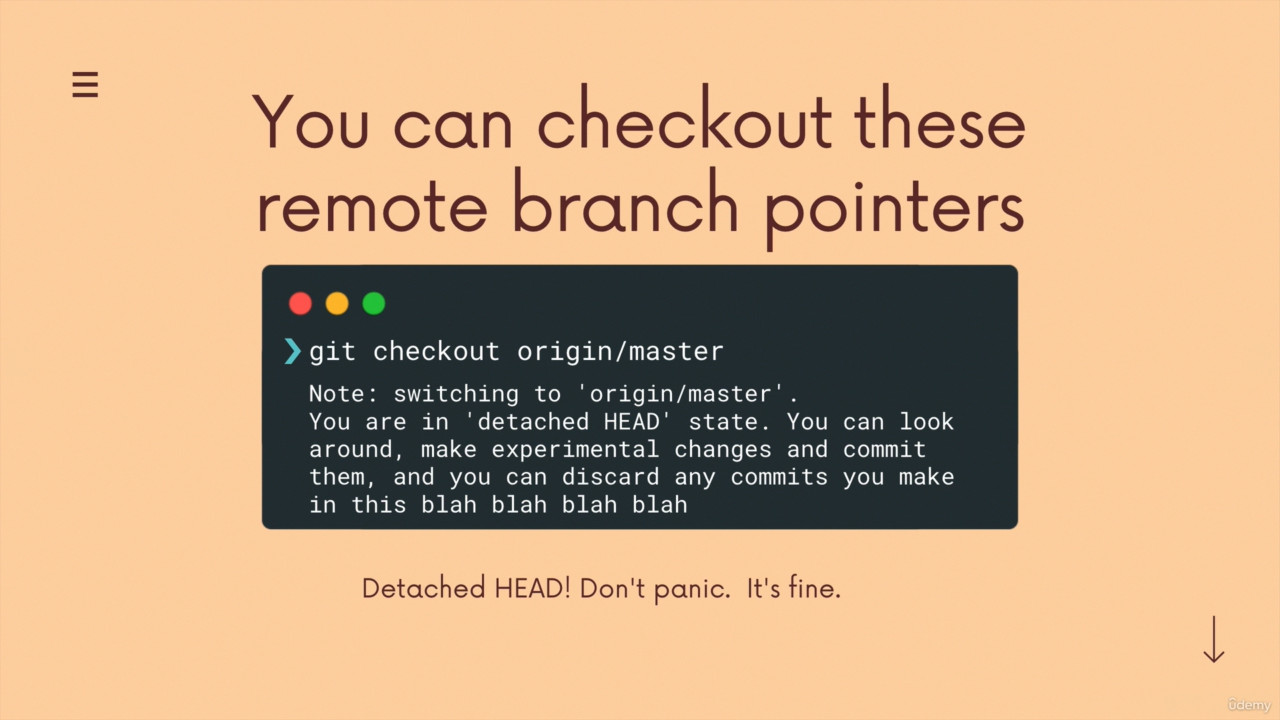 You can checkout these
remote branch pointers
❯ git checkout origin/master
Note: switching to 'origin/master'.
You are in 'detached HEAD' state. You can look
around, make experimental changes and commit
them, and you can discard any commits you make
in this blah blah blah blah
Detached HEAD! Don't panic. It's fine.
ûdemy